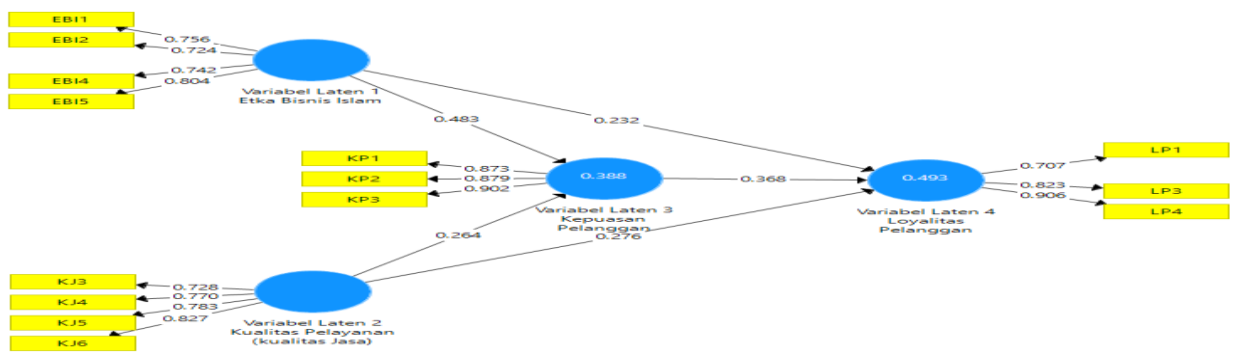 EBI1
EBI2
EBI4
EBI5
0.756
0.724
0.742
0.804
Variabel Laten 1
Etka Bisnis Islam
0.483
0.232
KP1
KP2
KP3
0.873
0.879
0.902
0.388
Variabel Laten 3
Kepuasan
Pelanggan
0.368
0.493
Variabel Laten 4
Loyalitas
Pelanggan
0.707
0.823
0.906
LP1
LP3
LP4
0.264
0.276
KJ3
KJ4
KJ5
KJ6
0.728
0.770
0.783
0.827
Variabel Laten 2
Kualitas Pelayanan
(kualitas Jasa)